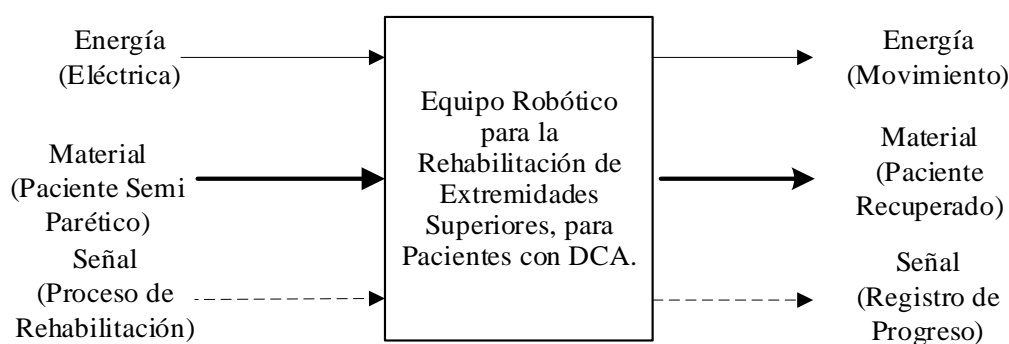 Energía
(Eléctrica)
Material
(Paciente Semi
Parético)
Señal
(Proceso de
Rehabilitación)
Equipo Robótico
para la
Rehabilitación de
Extremidades
Superiores, para
Pacientes con DCA.
Energía
(Movimiento)
Material
(Paciente
Recuperado)
Señal
(Registro de
Progreso)